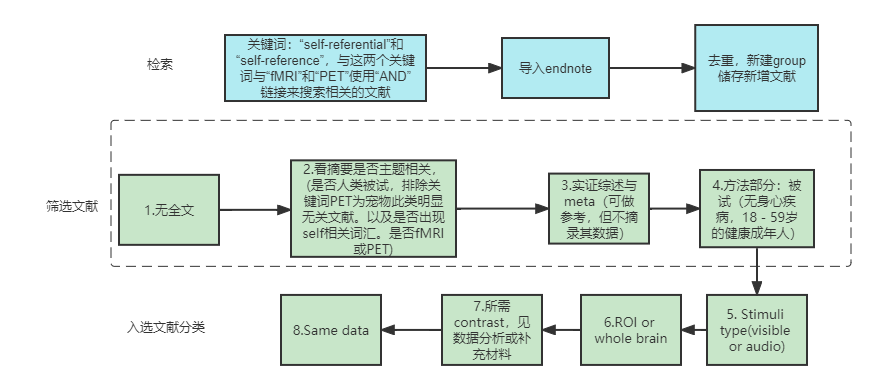 检索
关键词：“self-referential”和
“self-reference”，与这两个关键
词与“fMRI”和“PET”使用“AND”
链接来搜索相关的文献
导入endnote
去重，新建group
储存新增文献
筛选文献
1.无全文
2.看摘要是否主题相关，
(是否人类被试，排除关
键词PET为宠物此类明显
无关文献。以及是否出现
self相关词汇。是否fMRI
或PET)
3.实证综述与
meta（可做
参考，但不摘
录其数据）
4.方法部分：被
试（无身心疾
病，18 - 59岁
的健康成年人）
入选文献分类
5. Stimuli
type(visible
or audio)
6.ROI or
whole brain
7.所需
contrast，见
数据分析或补
充材料
8.Same data